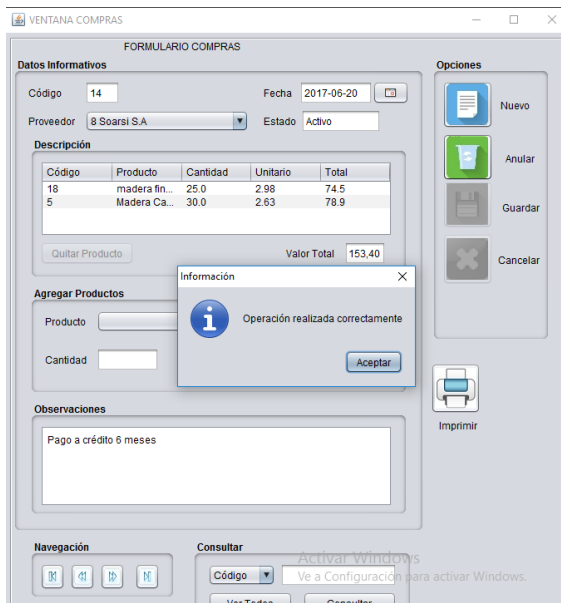 VENTANA COMPRAS
FORMULARIO COMPRAS
Datos Informativos
Código 14 Fecha 2017-06-20
Proveedor 8 Soarsi S.A Estado Activo
Descripción
Código Producto Cantidad Unitario Total
18 madera fin... 25.0 2.98 74.5
5 Madera Ca... 30.0 2.63 78.9
Quitar Producto Valor Total 153,40
Agregar Productos
Producto
Cantidad
Información
Operación realizada correctamente
Aceptar
Observaciones
Pago a crédito 6 meses
Navegación
Consultar
Código
Ver Todos Consultar
Opciones
Nuevo
Anular
Guardar
Cancelar
Imprimir
Activar Windows
Ve a Configuración para activar Windows.